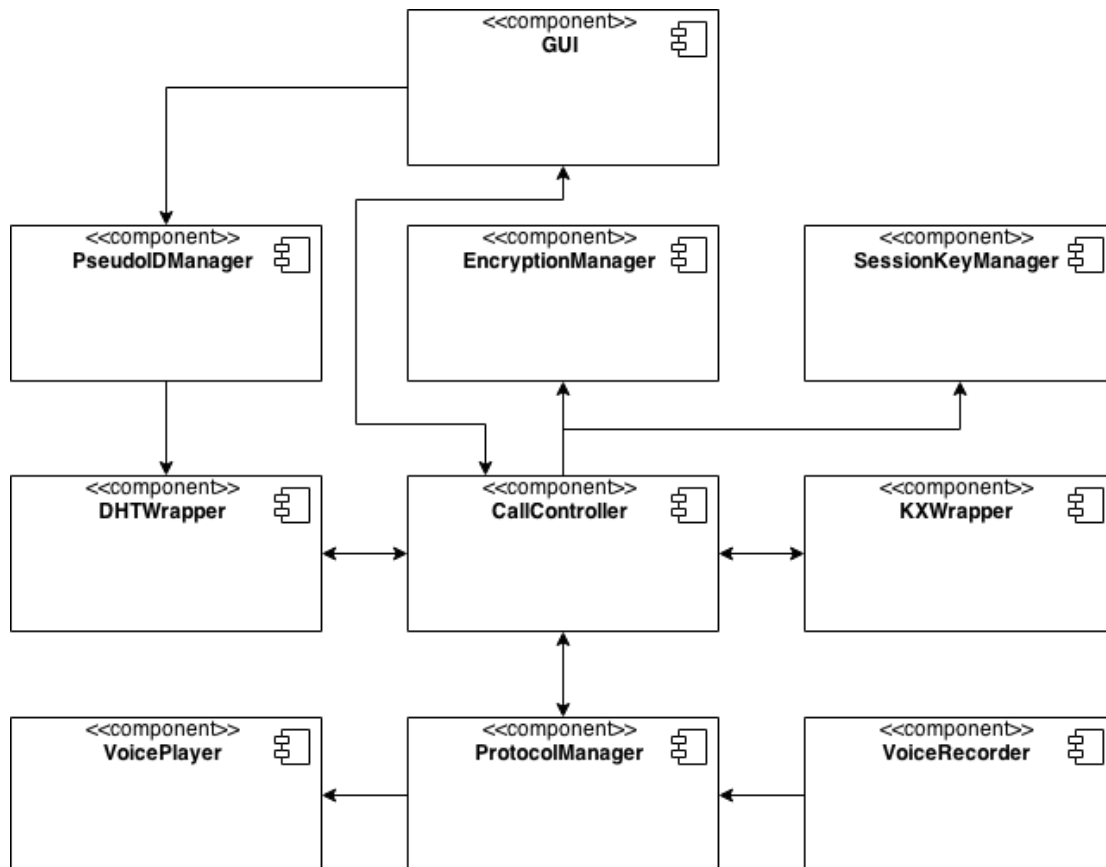 <<component>>
GUI
<<component>>
PseudoIDManager
<<component>>
EncryptionManager
<<component>>
SessionKeyManager
<<component>>
DHTWrapper
<<component>>
CallController
<<component>>
KXWrapper
<<component>>
VoicePlayer
<<component>>
ProtocolManager
<<component>>
VoiceRecorder